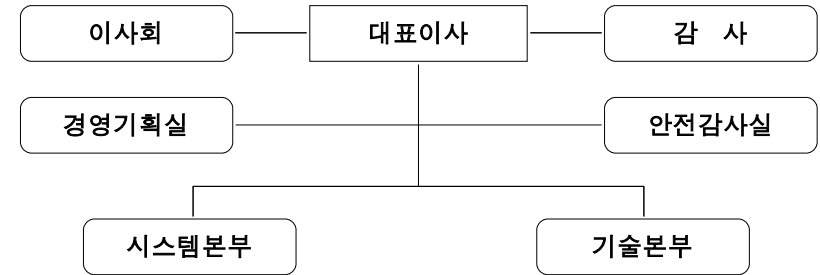 이사회
대표이사
감 사
경영기획실
안전감사실
시스템본부
기술본부